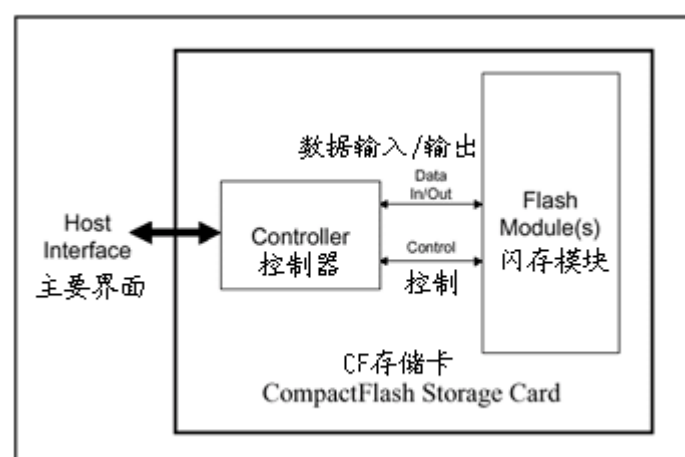 数据输入/输出
Data
In/Out
Flash
Module(s)
闪存模块
Host
Interface
主要界面
Controller
控制器
Control
控制
CF存储卡
CompactFlash Storage Card